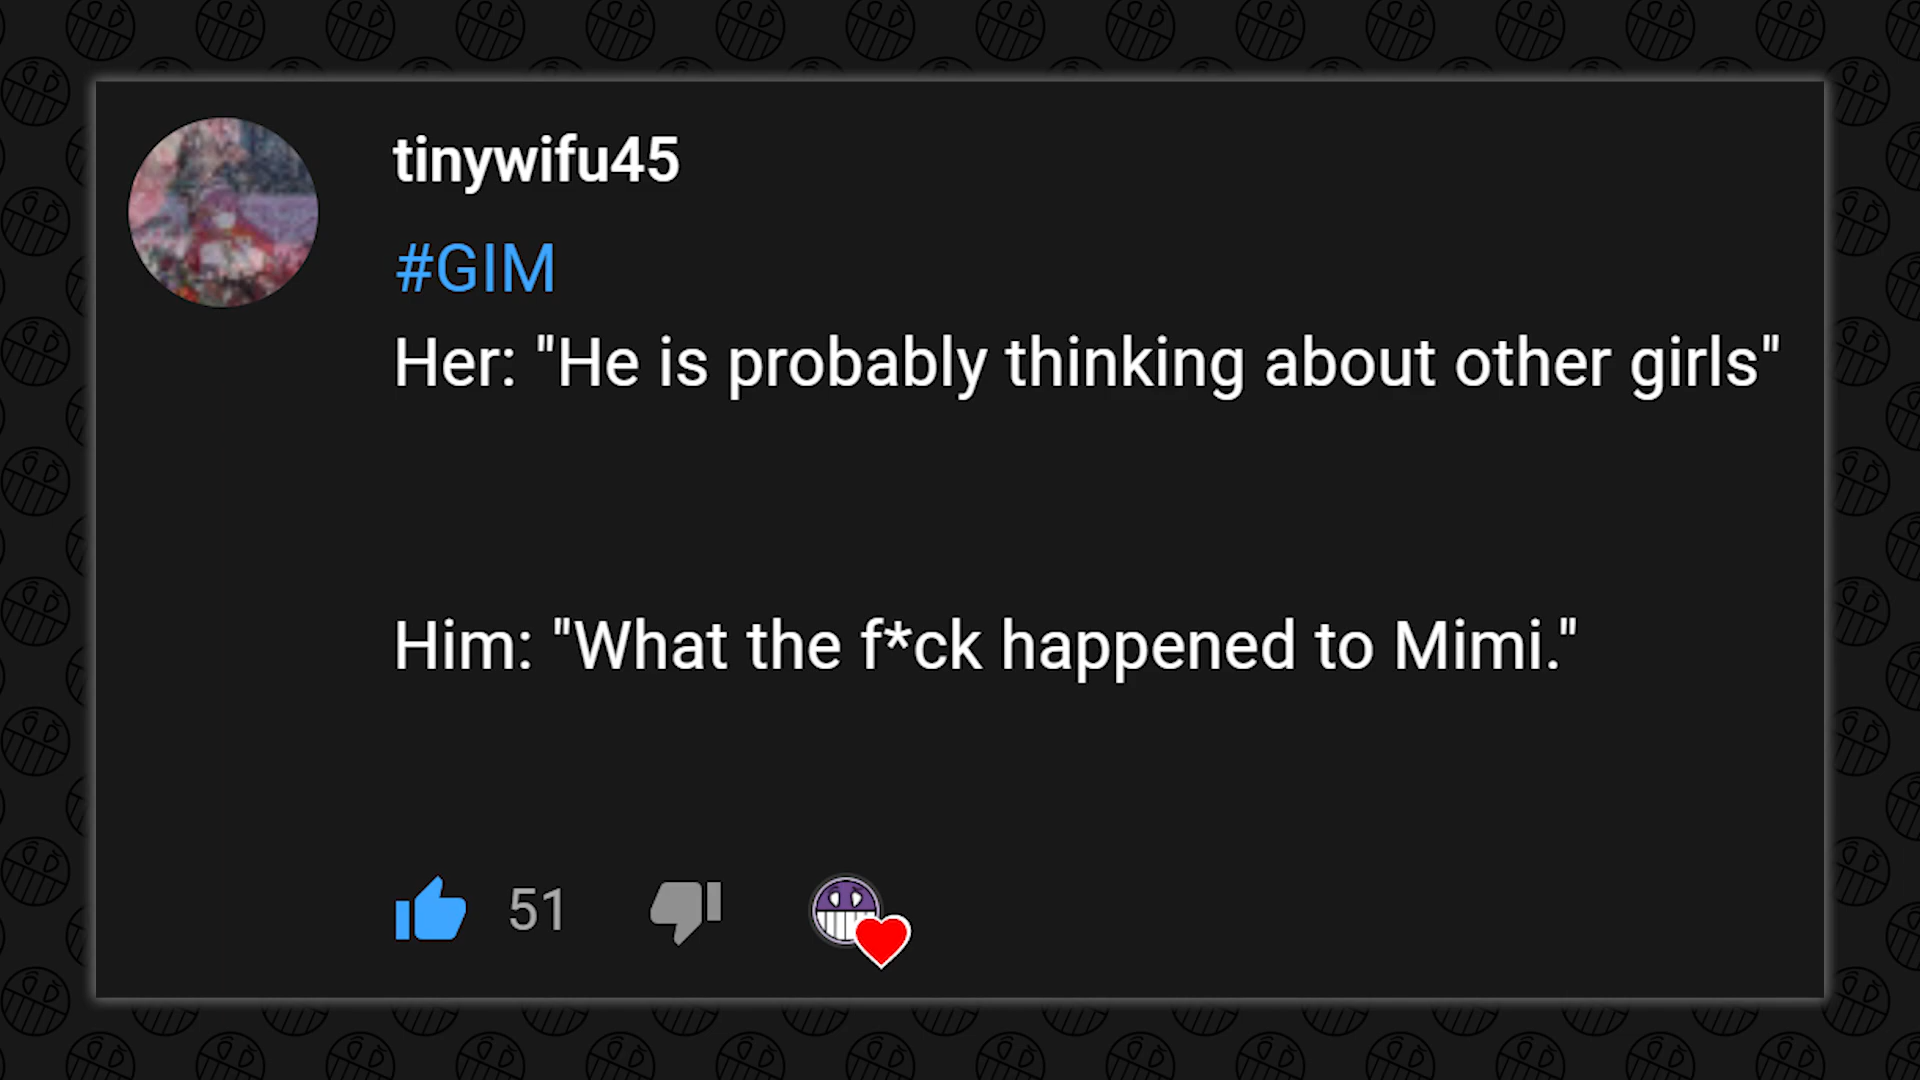 tinywifu45
#GIM
Her: "He is probably thinking about other girls"
Him: "What the f*ck happened to Mimi."
51